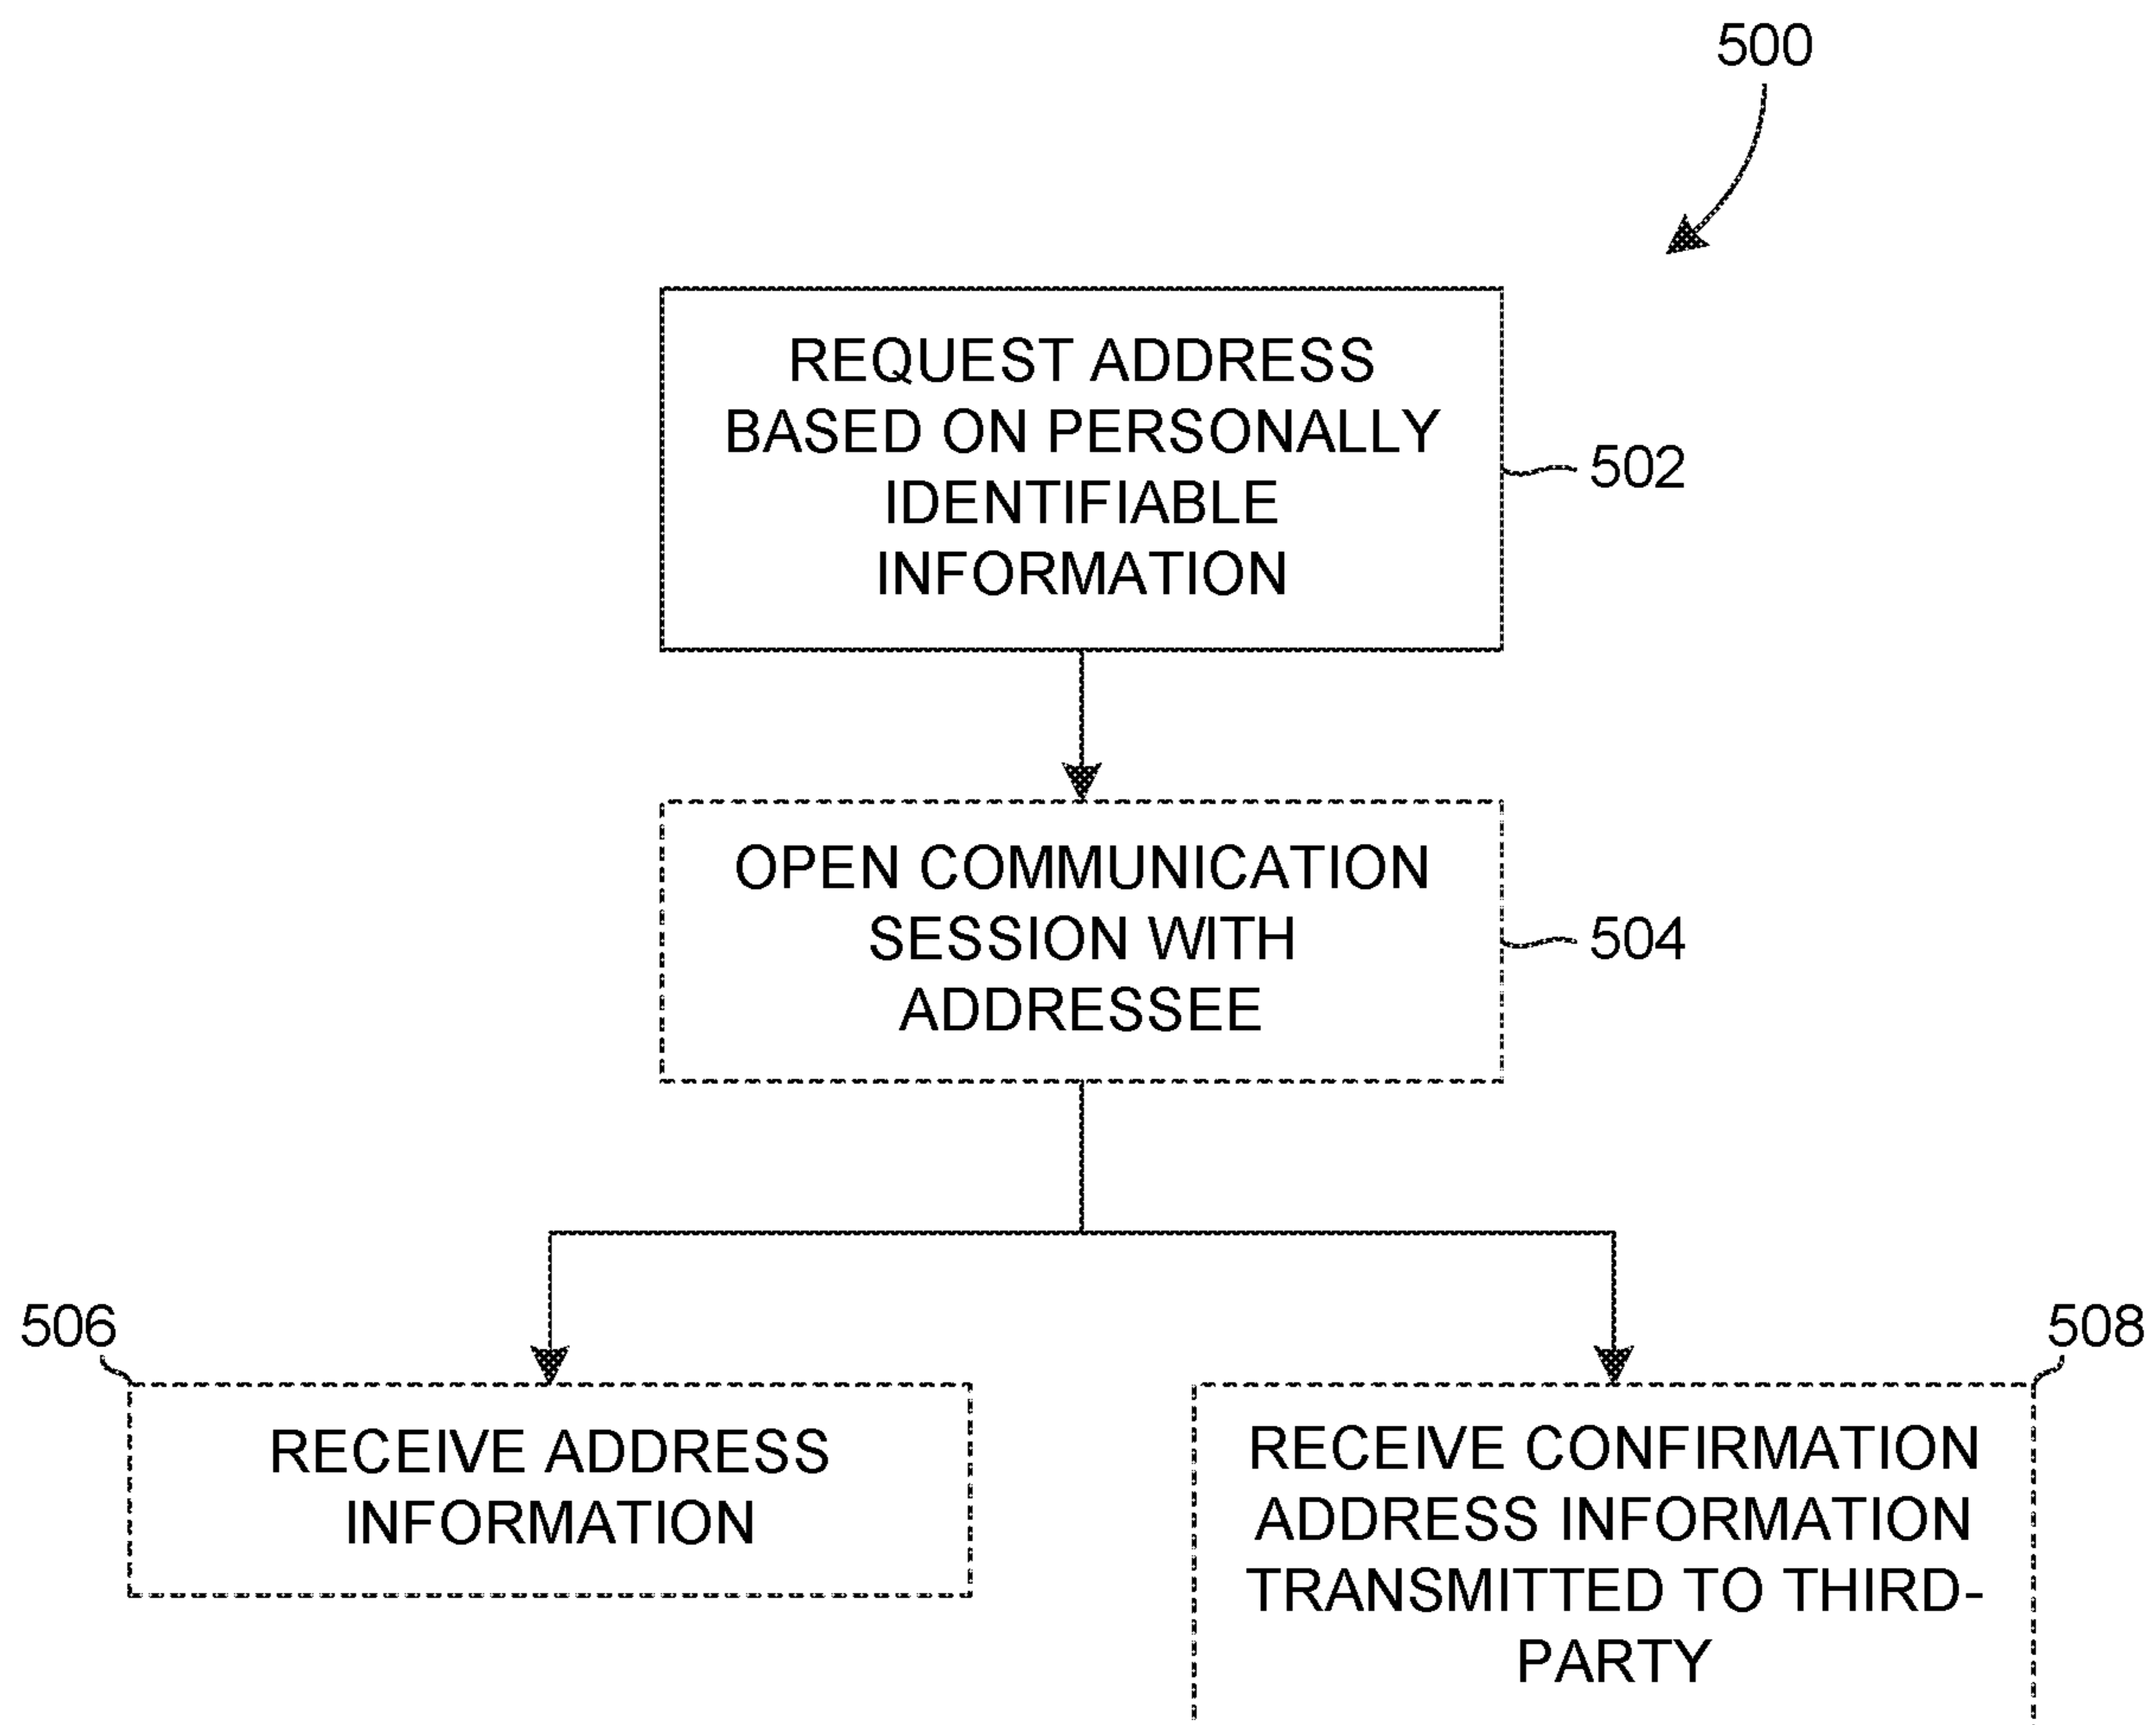 500
REQUEST ADDRESS
BASED ON PERSONALLY
IDENTIFIABLE
INFORMATION
502
OPEN COMMUNICATION
SESSION WITH
ADDRESSEE
504
506
RECEIVE ADDRESS
INFORMATION
508
RECEIVE CONFIRMATION
ADDRESS INFORMATION
TRANSMITTED TO THIRD-
PARTY